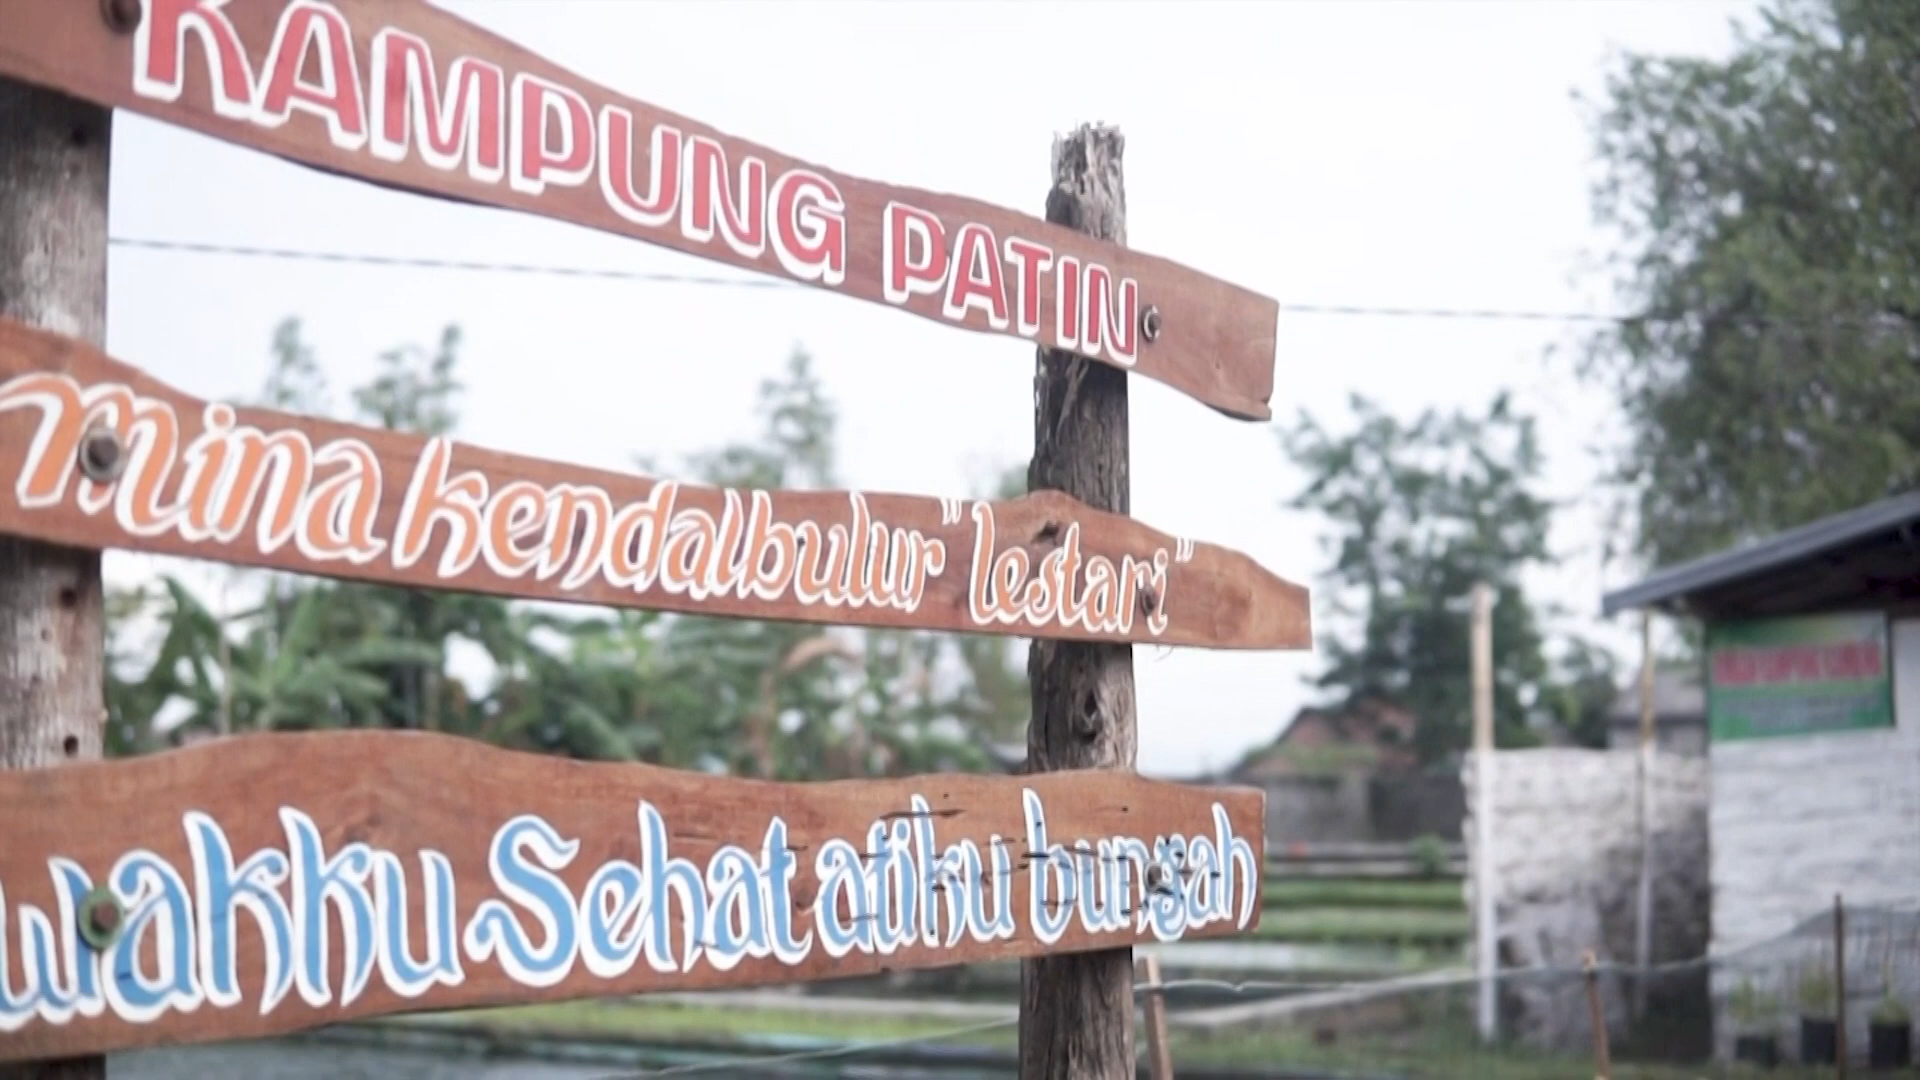 KAMPUNG PATIN
Mina kendalbulur "lestari"
wakku Sehat atiku bungah